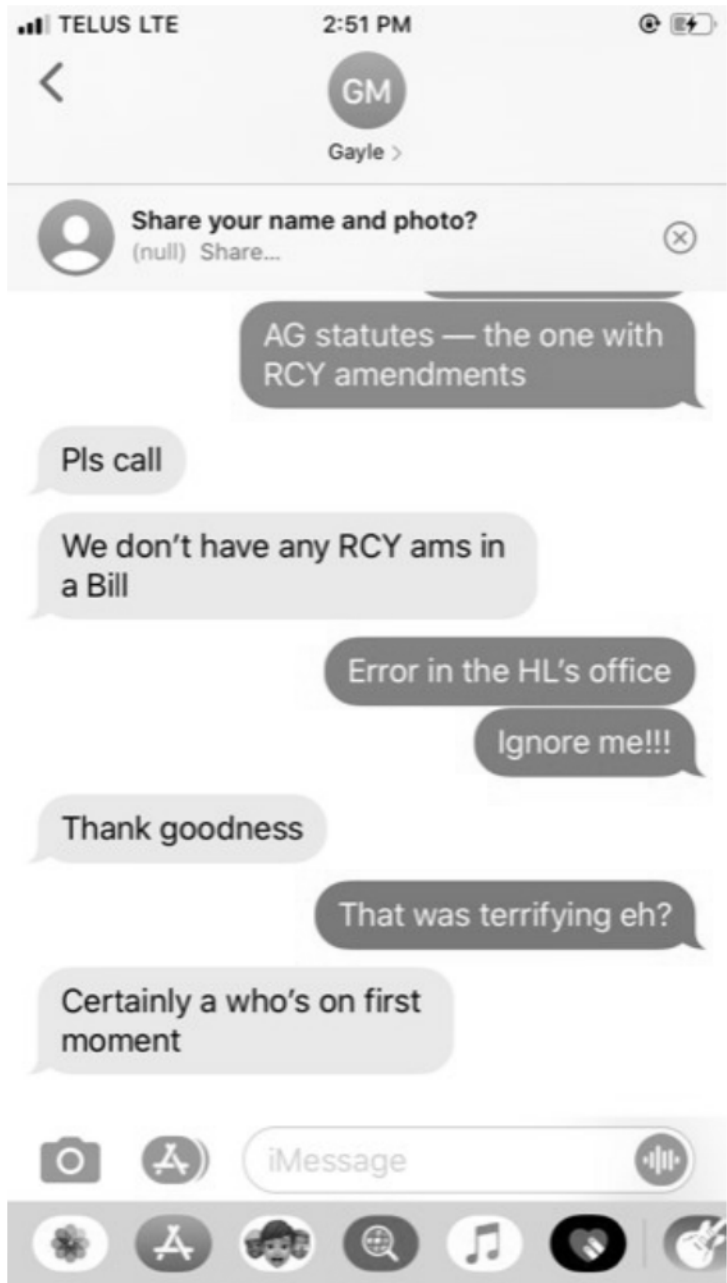 TELUS LTE 2:51 PM
GM
Gayle >
Share your name and photo?
(null) Share...
AG statutes — the one with
RCY amendments
Pls call
We don't have any RCY ams in
a Bill
Error in the HL's office
Ignore me!!!
Thank goodness
That was terrifying eh?
Certainly a who's on first
moment
iMessage